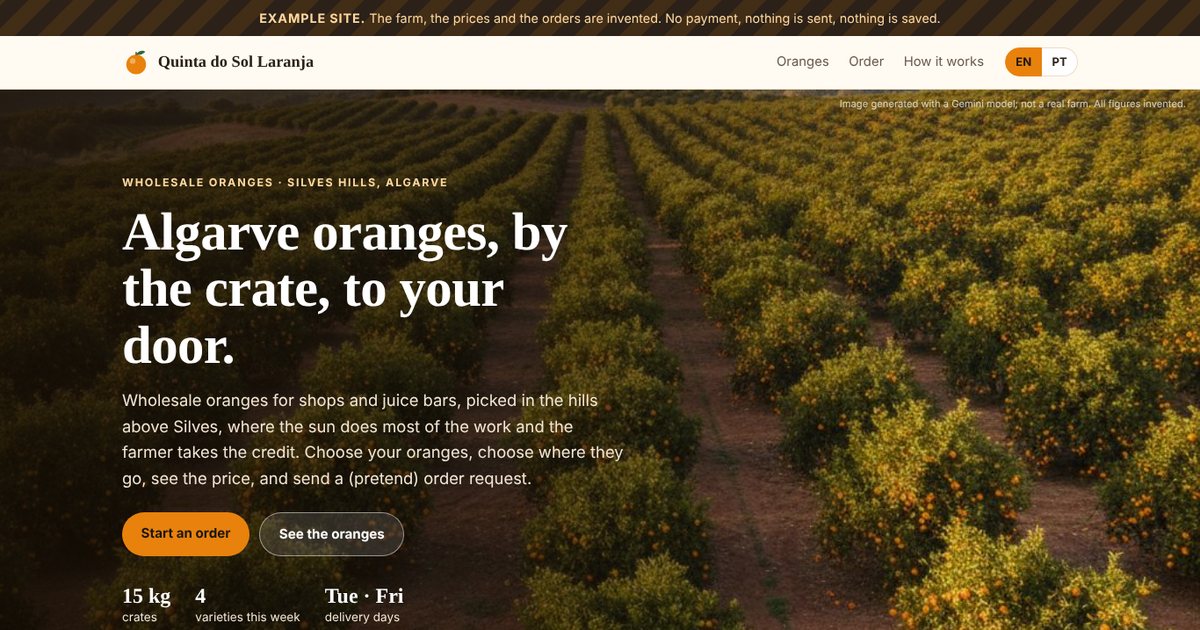 EXAMPLE SITE. The farm, the prices and the orders are invented. No payment, nothing is sent, nothing is saved.
Quinta do Sol Laranja
Oranges
Order
How it works
EN
PT
Image generated with a Gemini model; not a real farm. All figures invented.
WHOLESALE ORANGES · SILVES HILLS, ALGARVE
Algarve oranges, by
the crate, to your
door.
Wholesale oranges for shops and juice bars, picked in the hills
above Silves, where the sun does most of the work and the
farmer takes the credit. Choose your oranges, choose where they
go, see the price, and send a (pretend) order request.
Start an order
See the oranges
15 kg
crates
4
varieties this week
Tue · Fri
delivery days